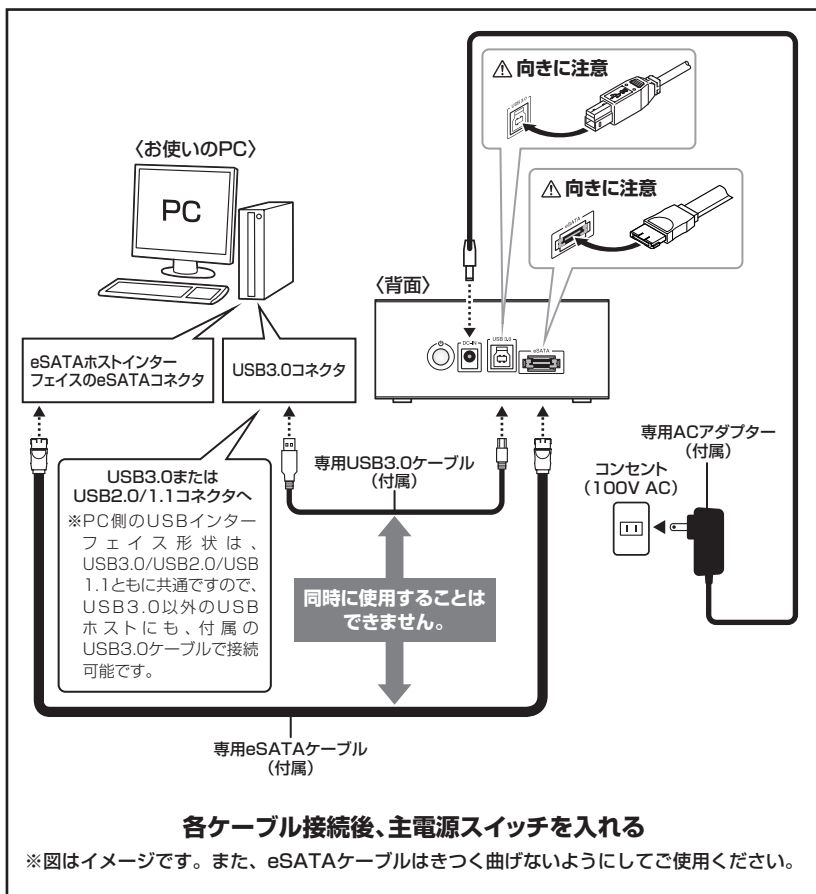 ⚠ 向きに注意
USB 3.0
⚠ 向きに注意
eSATA
〈お使いのPC〉
PC
〈背面〉
DC-IN
USB 3.0
eSATA
eSATAホストインター
フェイスのeSATAコネクタ
USB3.0コネクタ
専用USB3.0ケーブル
(付属)
USB3.0または
USB2.0/1.1コネクタへ
※PC側のUSBインター
フェイス形状は、
USB3.0/USB2.0/USB
1.1ともに共通ですので、
USB3.0以外のUSB
ホストにも、付属の
USB3.0ケーブルで接続
可能です。
同時に使用することは
できません。
専用ACアダプター
(付属)
コンセント
(100V AC)
専用eSATAケーブル
(付属)
各ケーブル接続後、主電源スイッチを入れる
※図はイメージです。また、eSATAケーブルはきつく曲げないようにしてご使用ください。